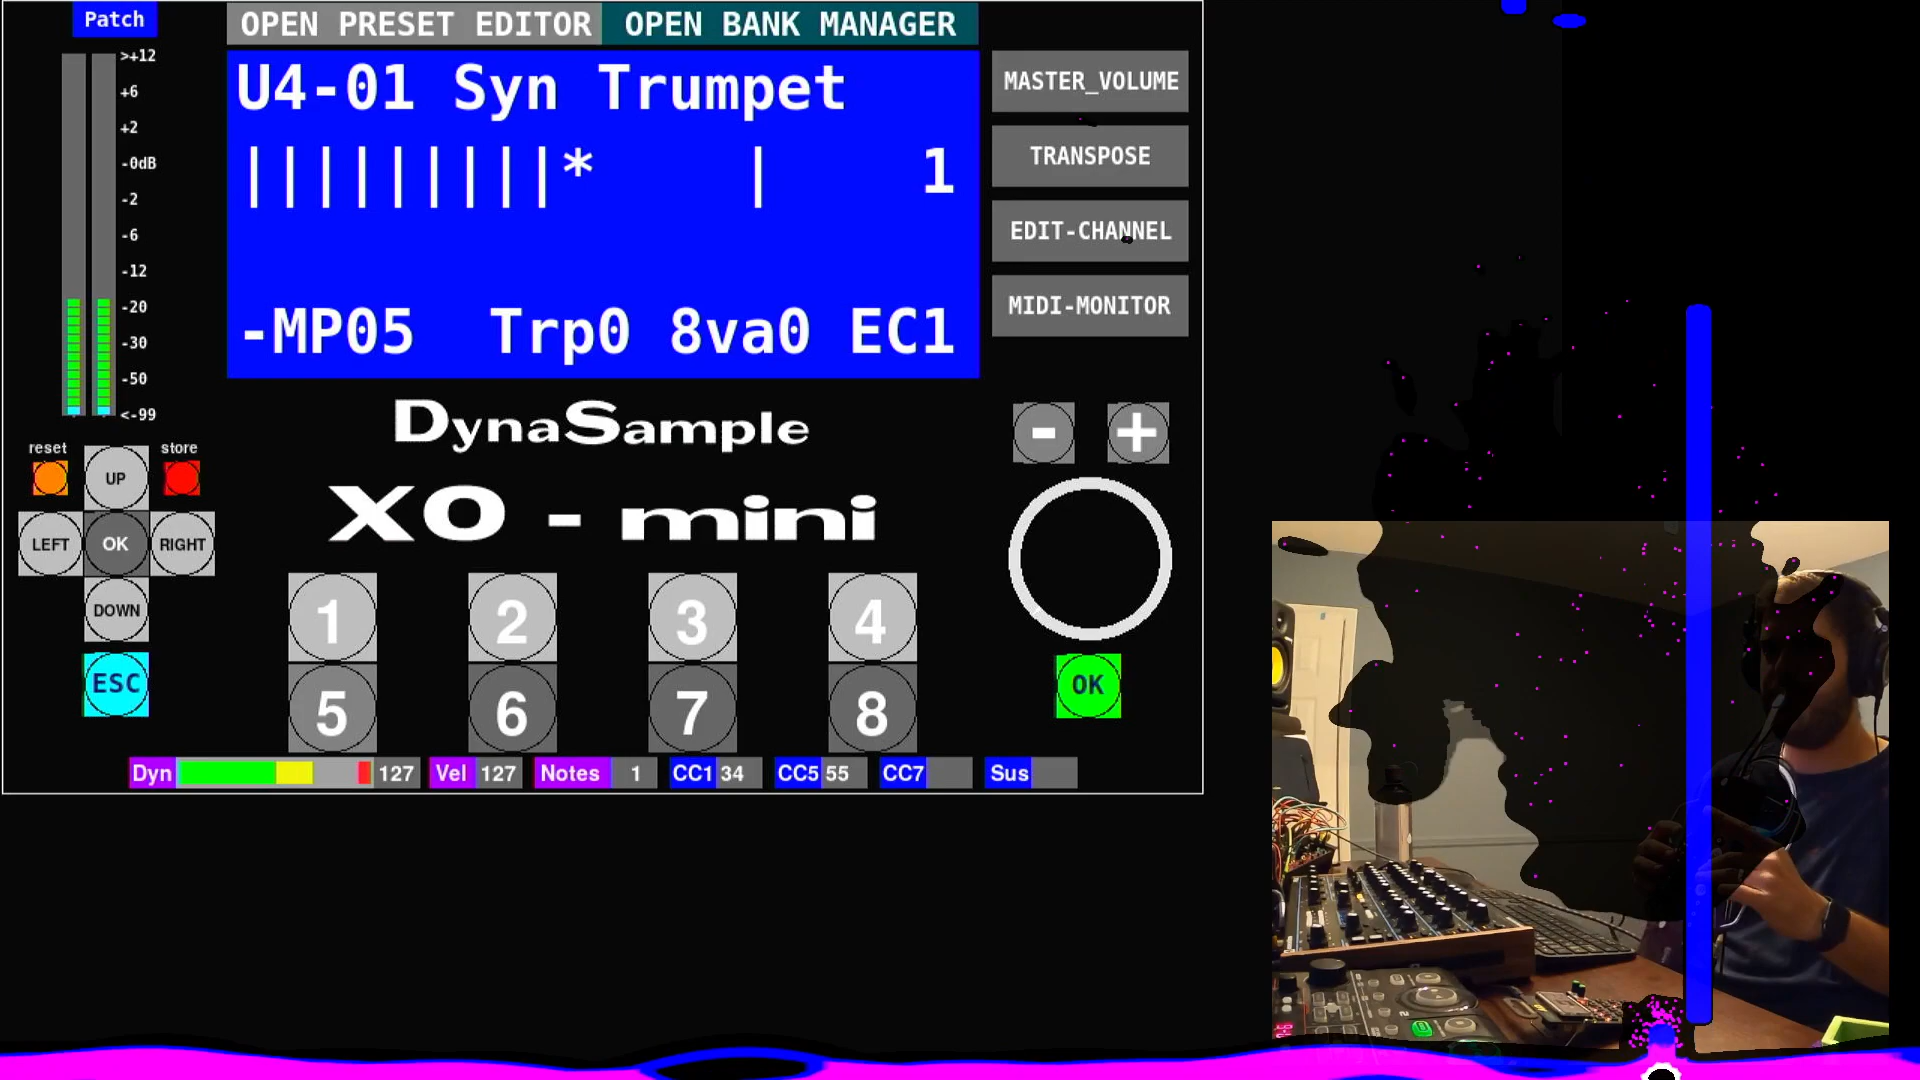 Patch
OPEN PRESET EDITOR OPEN BANK MANAGER
>+12
+6
+2
-0dB
-2
-6
-12
-20
-30
-50
<-99
U4-01 Syn Trumpet
|||||||||* | 1
-MP05 Trp0 8va0 EC1
MASTER_VOLUME
TRANSPOSE
EDIT-CHANNEL
MIDI-MONITOR
DynaSample
XO - mini
- +
reset
store
UP
LEFT OK RIGHT
DOWN
ESC
1 2 3 4
5 6 7 8
OK
Dyn 127 Vel 127 Notes 1 CC1 34 CC5 55 CC7 Sus